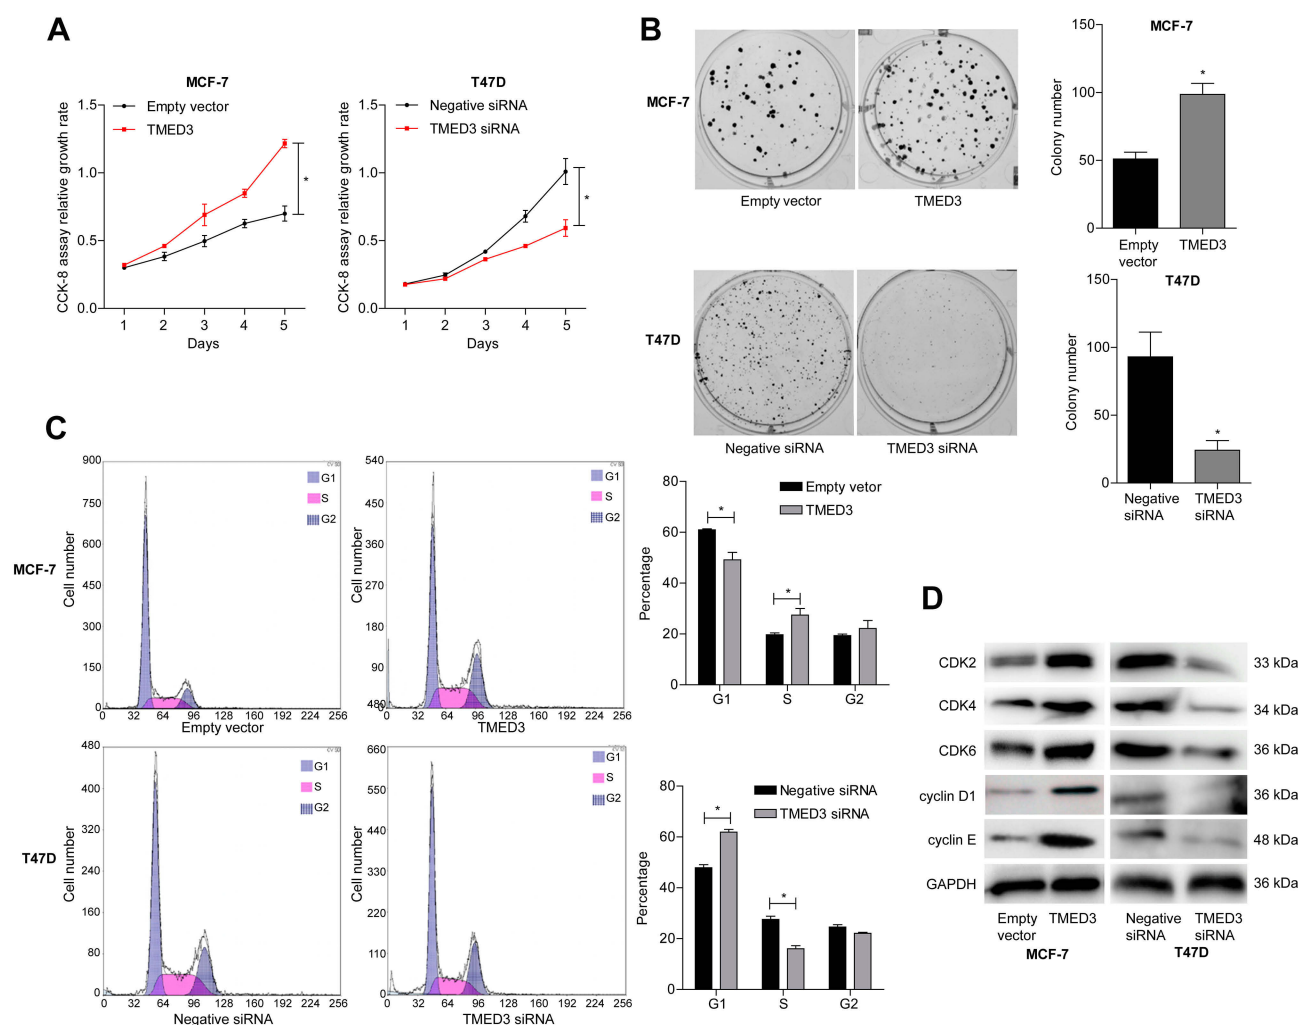 A
MCF-7
Empty vector
TMED3
CCK-8 assay relative growth rate
1.5
1.0
0.5
0.0
1 2 3 4 5
Days
*
T47D
Negative siRNA
TMED3 siRNA
CCK-8 assay relative growth rate
1.5
1.0
0.5
0.0
1 2 3 4 5
Days
*
B
MCF-7
Empty vector
TMED3
T47D
Negative siRNA
TMED3 siRNA
MCF-7
Colony number
150
100
50
0
*
Empty
vector
TMED3
T47D
Colony number
150
100
50
0
*
Negative
siRNA
TMED3
siRNA
C
MCF-7
Cell number
900
750
600
450
300
150
0
G1
S
G2
0 32 64 96 128 160 192 224 256
Empty vector
540
450
360
270
180
90
480
Cell number
G1
S
G2
0 32 64 96 128 160 192 224 256
TMED3
80
60
40
20
0
Percentage
Empty vetor
TMED3
*
*
G1 S G2
T47D
Cell number
480
400
320
240
160
80
0
G1
S
G2
0 32 64 96 128 160 192 224 256
Negative siRNA
660
550
440
330
220
110
0
Cell number
G1
S
G2
0 32 64 96 128 160 192 224 256
TMED3 siRNA
80
60
40
20
0
Percentage
Negative siRNA
TMED3 siRNA
*
*
G1 S G2
D
CDK2 33 kDa
CDK4 34 kDa
CDK6 36 kDa
cyclin D1 36 kDa
cyclin E 48 kDa
GAPDH 36 kDa
Empty
vector
TMED3
Negative
siRNA
TMED3
siRNA
MCF-7
T47D